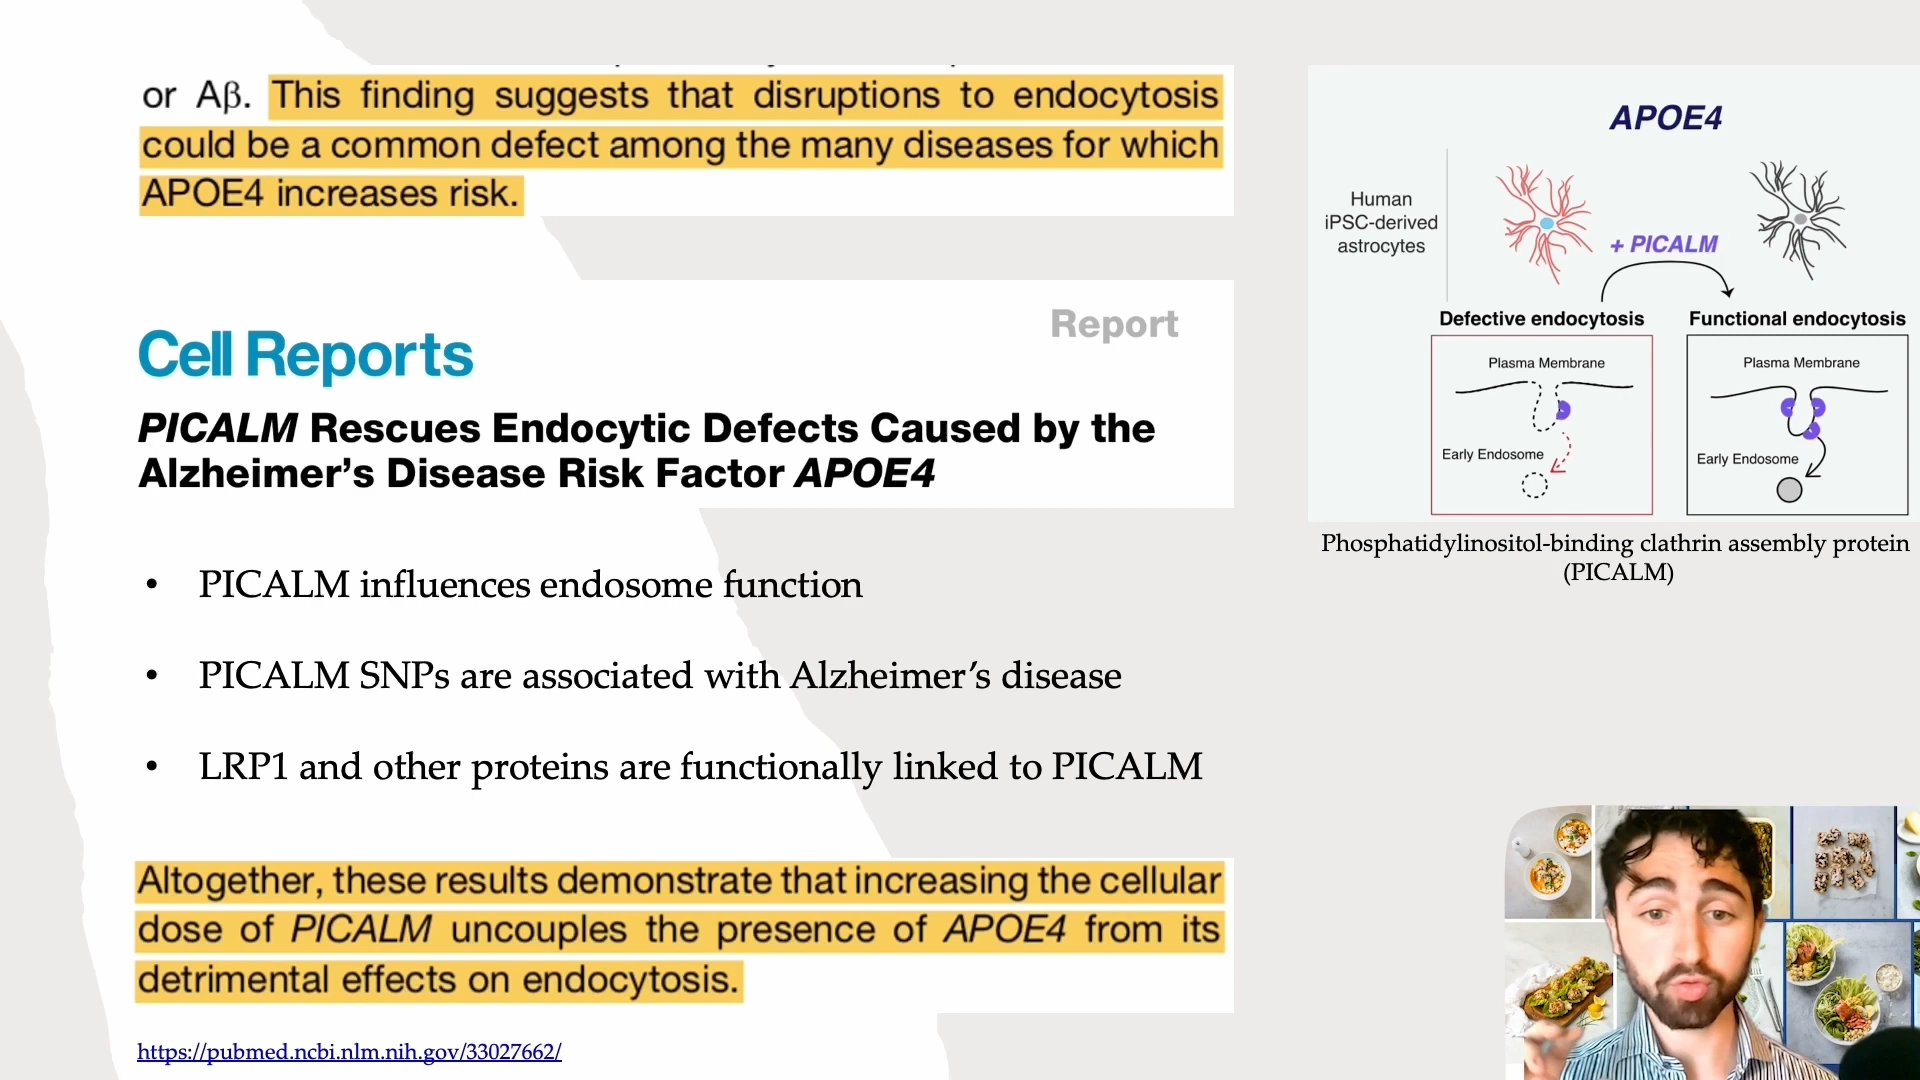 or Aβ. This finding suggests that disruptions to endocytosis
could be a common defect among the many diseases for which
APOE4 increases risk.
Report
Cell Reports
PICALM Rescues Endocytic Defects Caused by the
Alzheimer’s Disease Risk Factor APOE4
• PICALM influences endosome function
• PICALM SNPs are associated with Alzheimer’s disease
• LRP1 and other proteins are functionally linked to PICALM
Altogether, these results demonstrate that increasing the cellular
dose of PICALM uncouples the presence of APOE4 from its
detrimental effects on endocytosis.
https://pubmed.ncbi.nlm.nih.gov/33027662/
APOE4
Human
iPSC-derived
astrocytes
+ PICALM
Defective endocytosis
Plasma Membrane
Early Endosome
Functional endocytosis
Plasma Membrane
Early Endosome
Phosphatidylinositol-binding clathrin assembly protein
(PICALM)